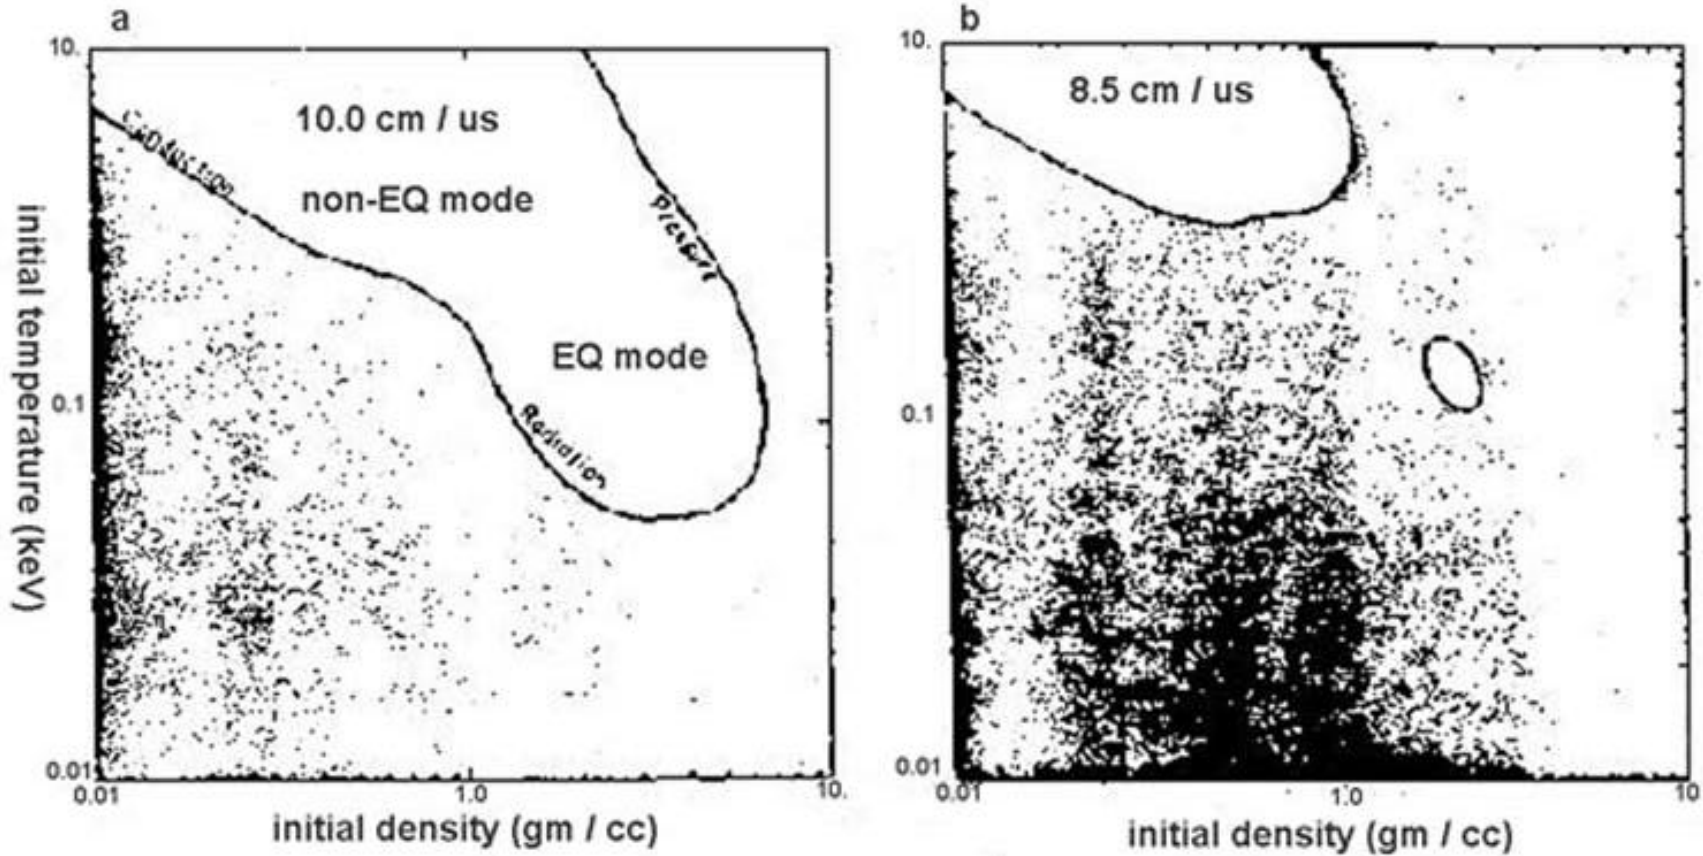 a
10.
10.0 cm / us
Conduction
non-EQ mode
Pressure
EQ mode
0.1
Radiation
0.01
0.01
1.0
10.
initial temperature (keV)
initial density (gm / cc)
b
10.
8.5 cm / us
0.1
0.01
0.01
1.0
10
initial density (gm / cc)